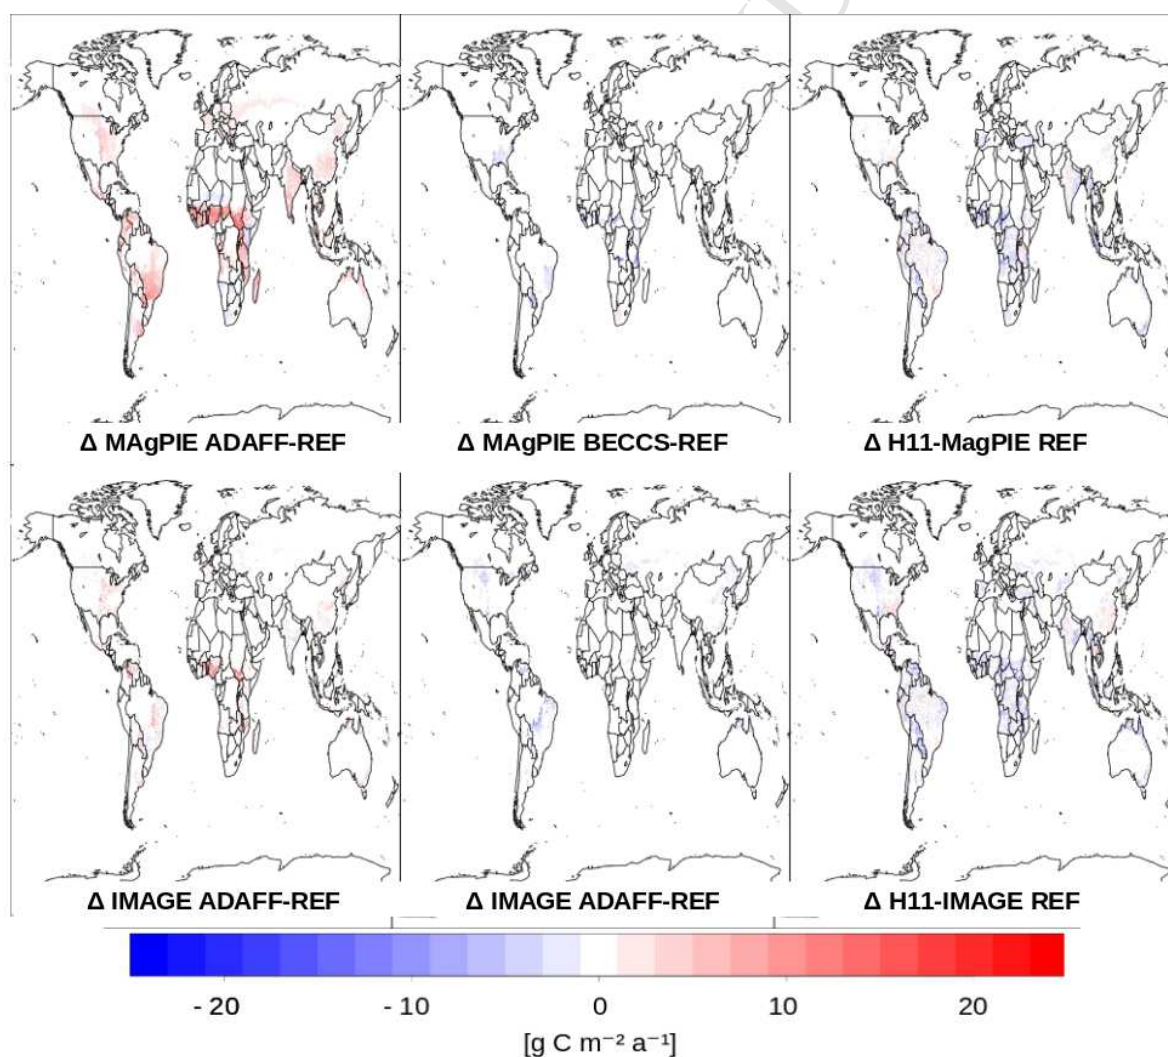 Δ MAgPIE ADAFF-REF
Δ MAgPIE BECCS-REF
Δ H11-MagPIE REF
Δ IMAGE ADAFF-REF
Δ IMAGE ADAFF-REF
Δ H11-IMAGE REF
- 20 - 10 0 10 20
[g C m⁻² a⁻¹]